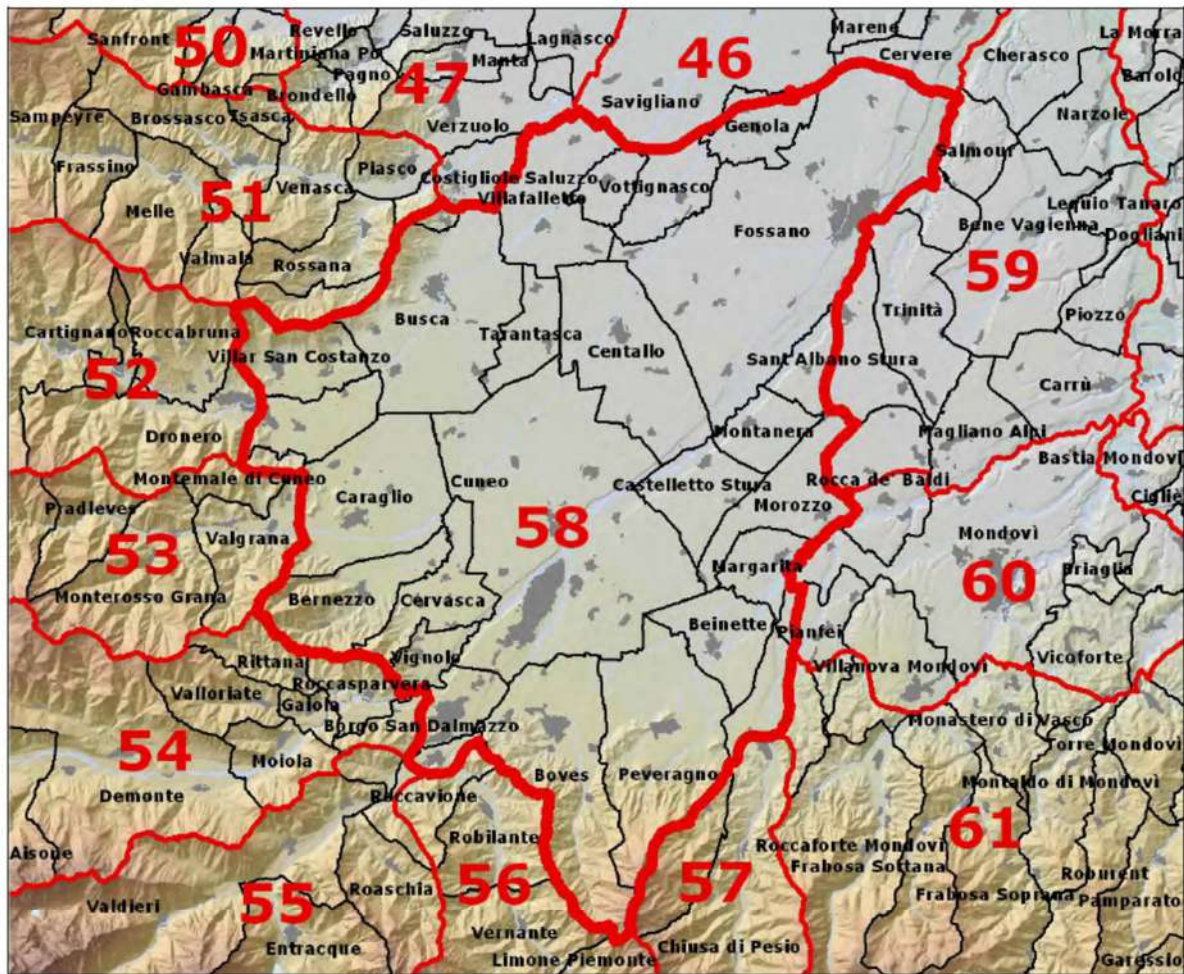 Sanfront
50
Revello
Martiniana Po
Saluzzo
Lagnasco
Manta
Pagno
47
46
Marene
Cervere
Cherasco
La Morra
Barolo
Gambasca
Brondello
Isasca
Savigliano
Narzole
Sampeyre
Brossasco
Verzuolo
Genola
Frassino
Piasco
Salmour
Venasca
Costigliole Saluzzo
Villafalletto
Vottignasco
Melle
51
Lequio Tanaro
Bene Vagienna
Dogliani
Fossano
59
Valmala
Rossana
Busca
Trinità
Piozzo
Cartignano
Roccabruna
Tarantasca
Villar San Costanzo
Centallo
Sant Albano Stura
52
Carrù
Dronero
Montanera
Magliano Alpi
Bastia Mondovì
Montemale di Cuneo
Caraglio
Cuneo
Castelletto Stura
Rocca de' Baldi
Cigliè
Pradleves
Morozzo
53
Valgrana
58
Mondovì
Margarita
60
Briaglia
Monterosso Grana
Bernezzo
Cervasca
Beinette
Pianfei
Rittana
Vignolo
Villanova Mondovì
Vicoforte
Valloriate
Roccasparvera
Gaiola
Borgo San Dalmazzo
Monastero di Vasco
Torre Mondovì
54
Moiola
Boves
Peveragno
Montaldo di Mondovì
Demonte
Roccavione
Robilante
61
Roccaforte Mondovì
Frabosa Sottana
Aisone
Roaschia
56
57
Roburent
Frabosa Soprana
Pamparato
Valdieri
55
Vernante
Entracque
Limone Piemonte
Chiusa di Pesio
Garessio